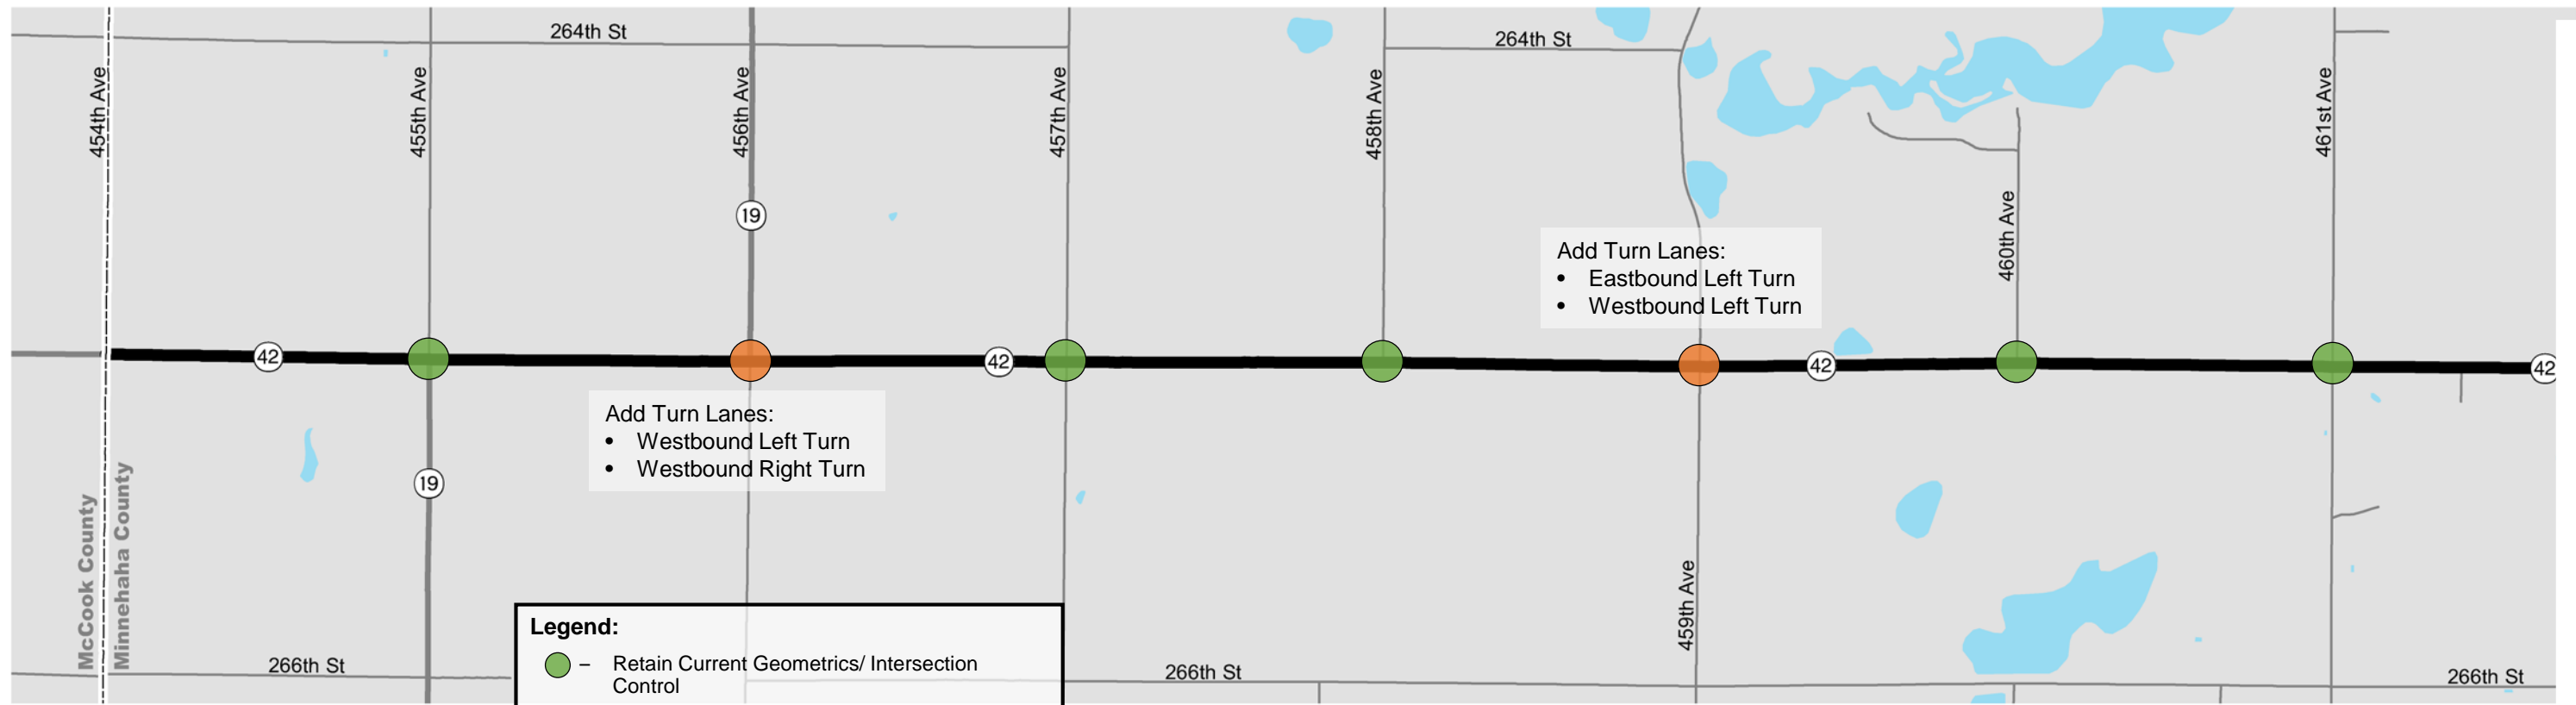 264th St
264th St
454th Ave
455th Ave
456th Ave
457th Ave
458th Ave
461st Ave
460th Ave
19
Add Turn Lanes:
• Eastbound Left Turn
• Westbound Left Turn
42
42
42
42
Add Turn Lanes:
• Westbound Left Turn
• Westbound Right Turn
19
McCook County
Minnehaha County
459th Ave
Legend:
– Retain Current Geometrics/ Intersection
Control
266th St
266th St
266th St